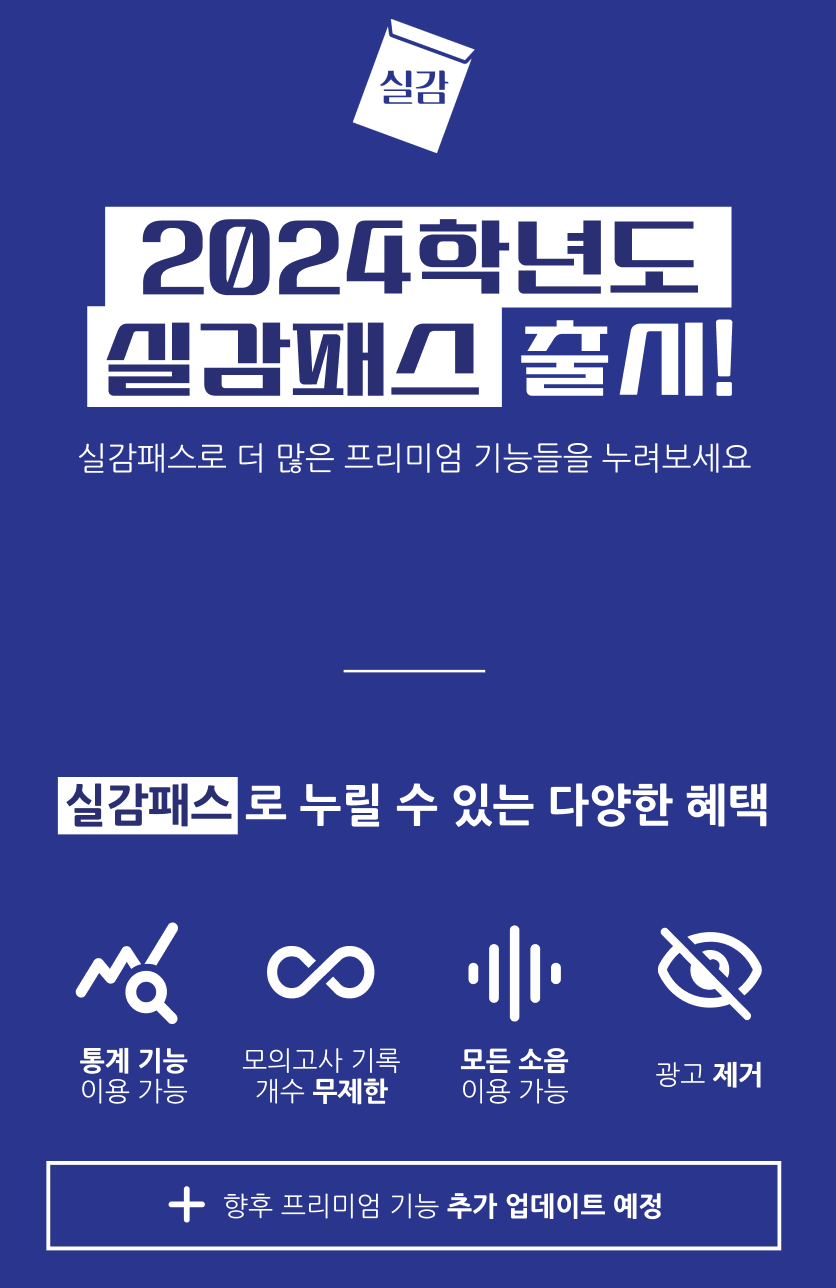 실감
2024학년도
실감패스 출시!
실감패스로 더 많은 프리미엄 기능들을 누려보세요
실감패스로 누릴 수 있는 다양한 혜택
통계 기능
이용 가능
모의고사 기록
개수 무제한
모든 소음
이용 가능
광고 제거
+ 향후 프리미엄 기능 추가 업데이트 예정